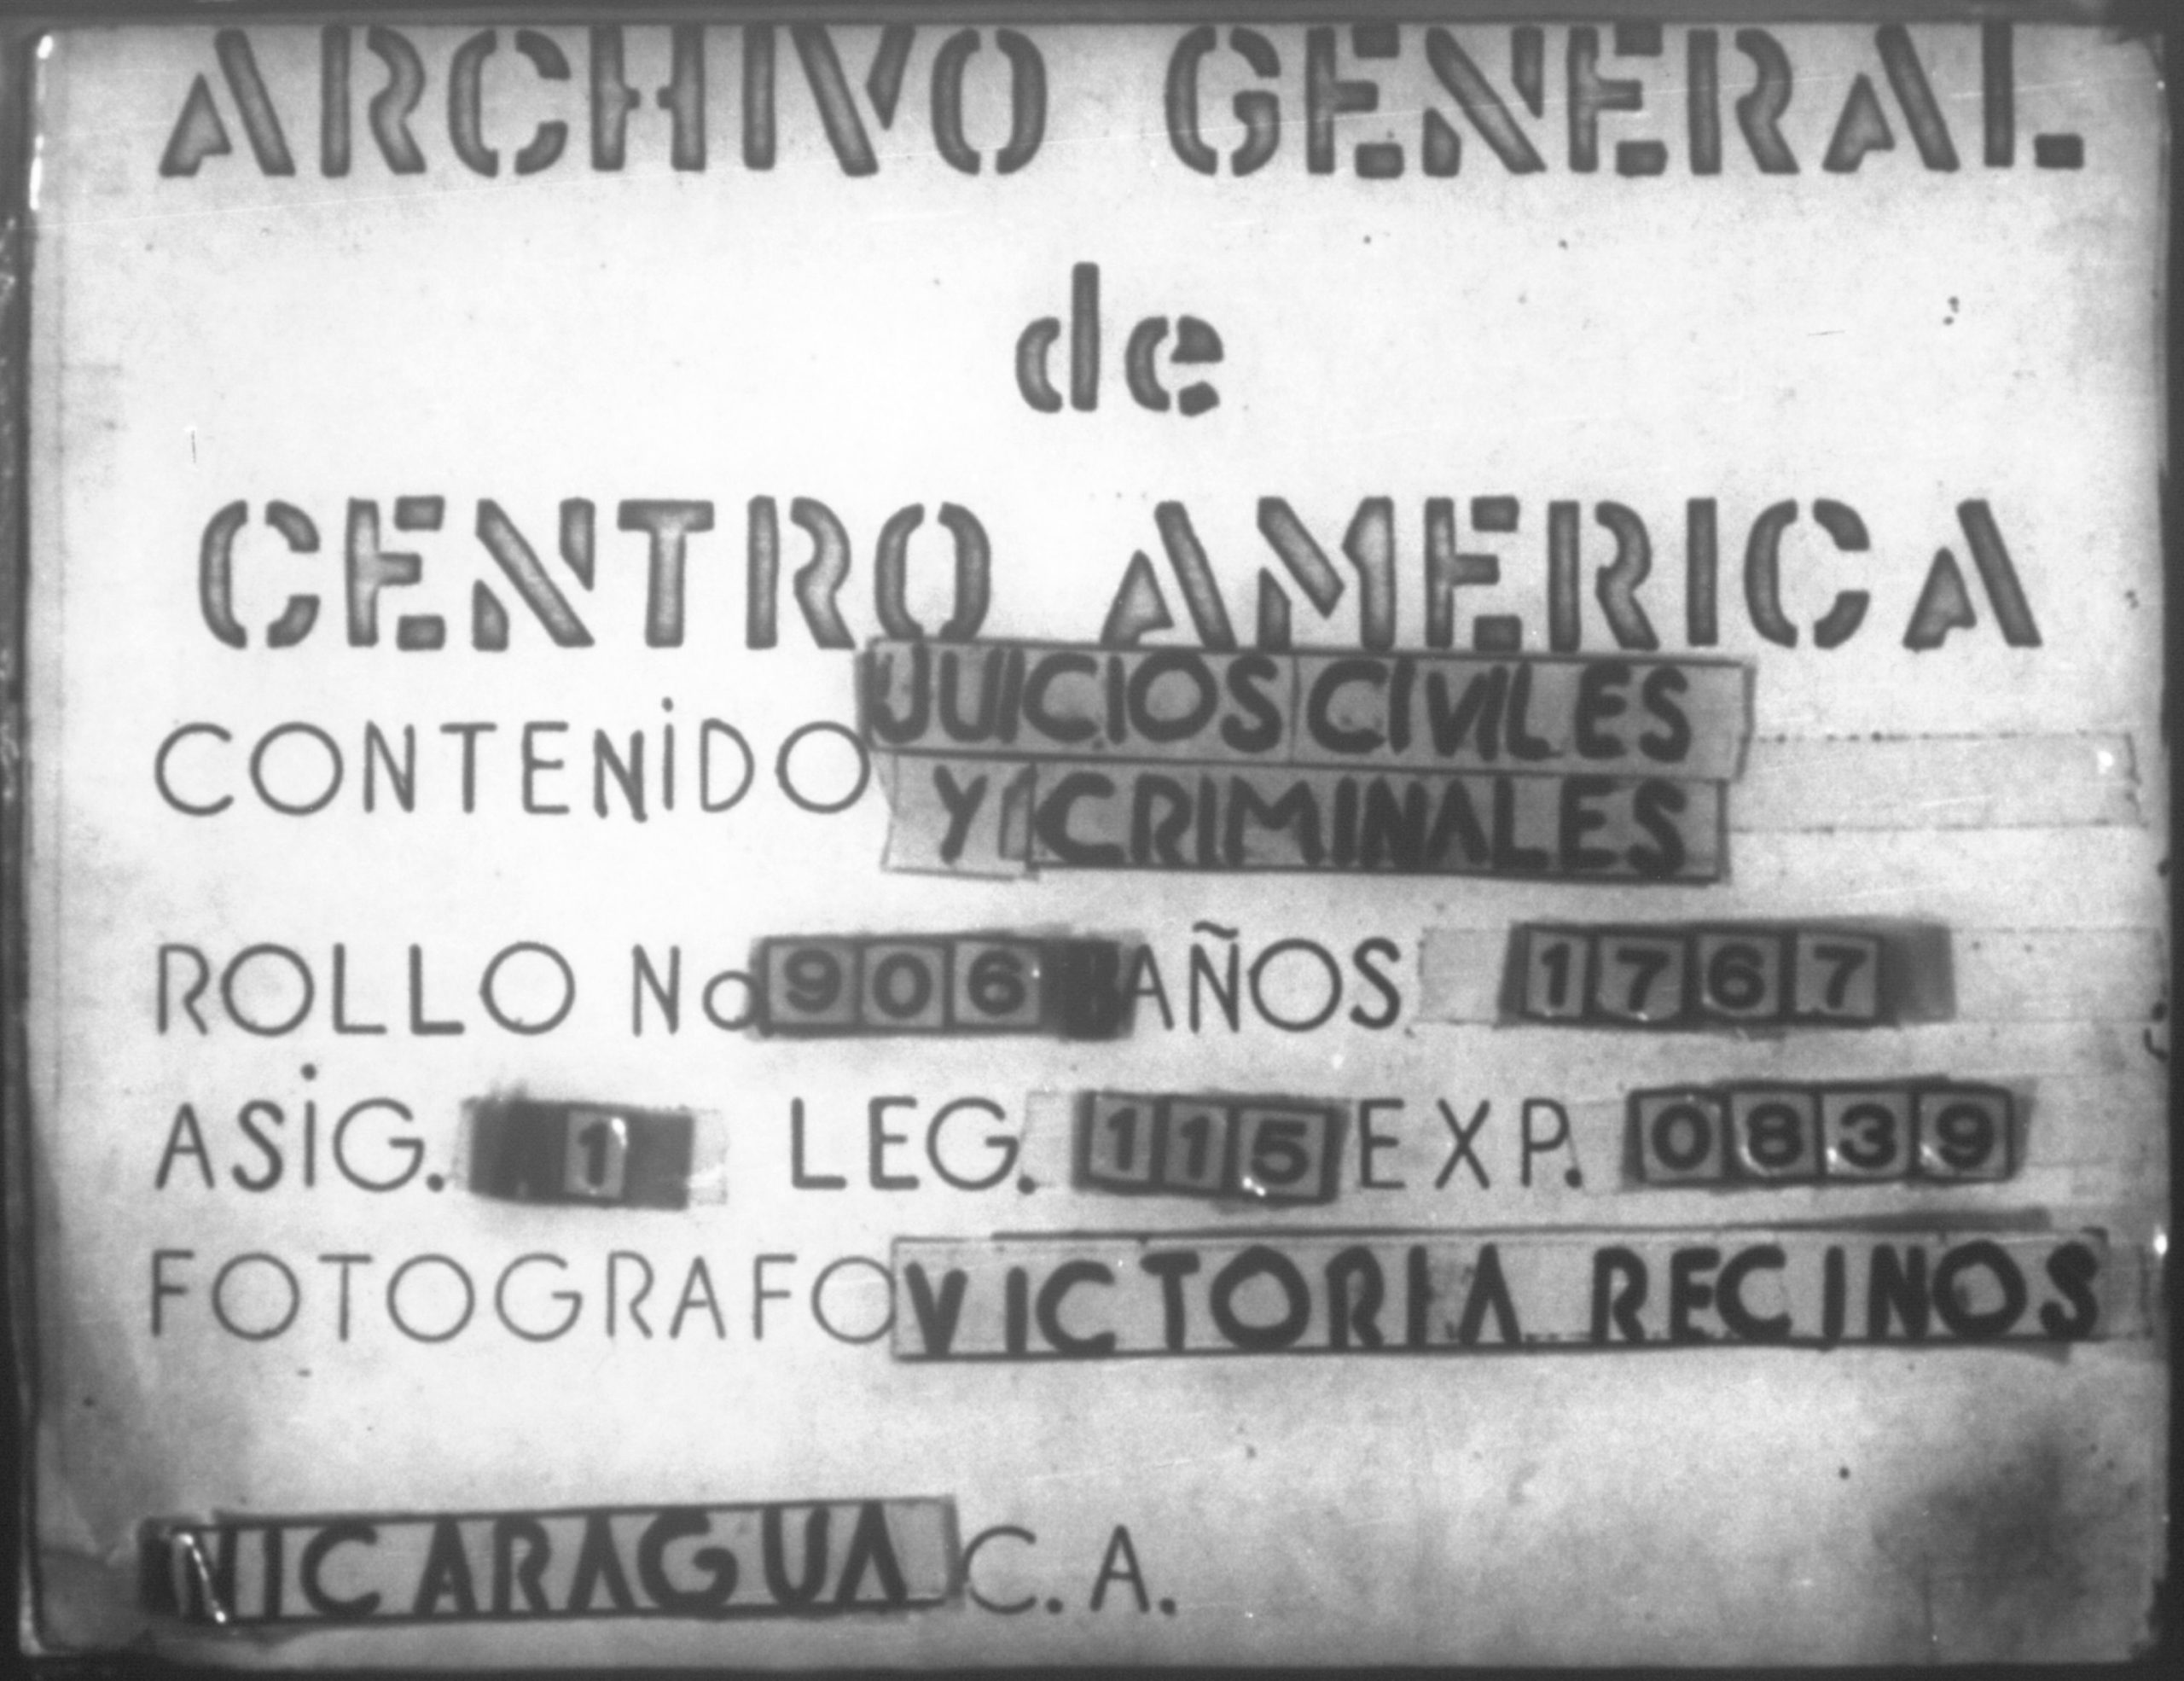 ARCHIVO GENERAL
de
CENTRO AMERICA
CONTENiDO JUICIOS CIVILES
Y CRIMINALES
ROLLO No 906 AÑOS 1767
ASiG. 1 LEG. 115 EXP. 0839
FOTOGRAFO VICTORIA RECINOS
NICARAGUA C.A.